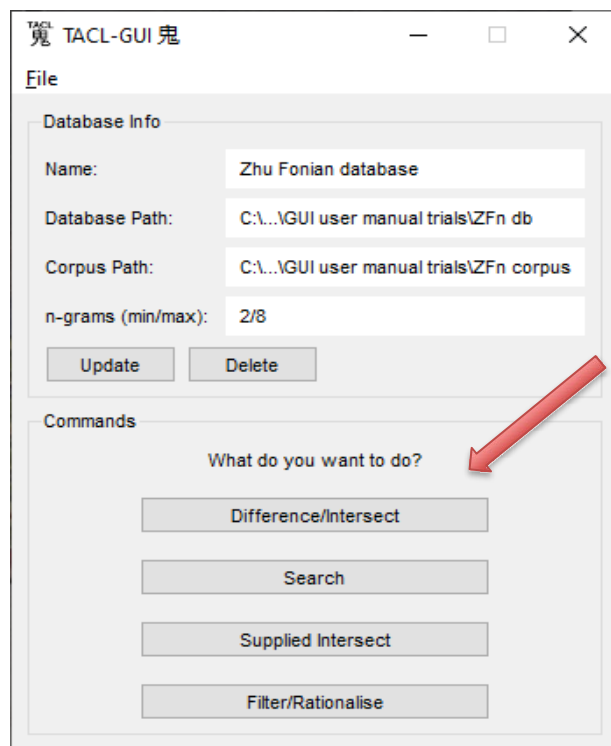 TACL-GUI 鬼
File
Database Info
Name: Zhu Fonian database
Database Path: C:\...\GUI user manual trials\ZFn db
Corpus Path: C:\...\GUI user manual trials\ZFn corpus
n-grams (min/max): 2/8
Update Delete
Commands
What do you want to do?
Difference/Intersect
Search
Supplied Intersect
Filter/Rationalise